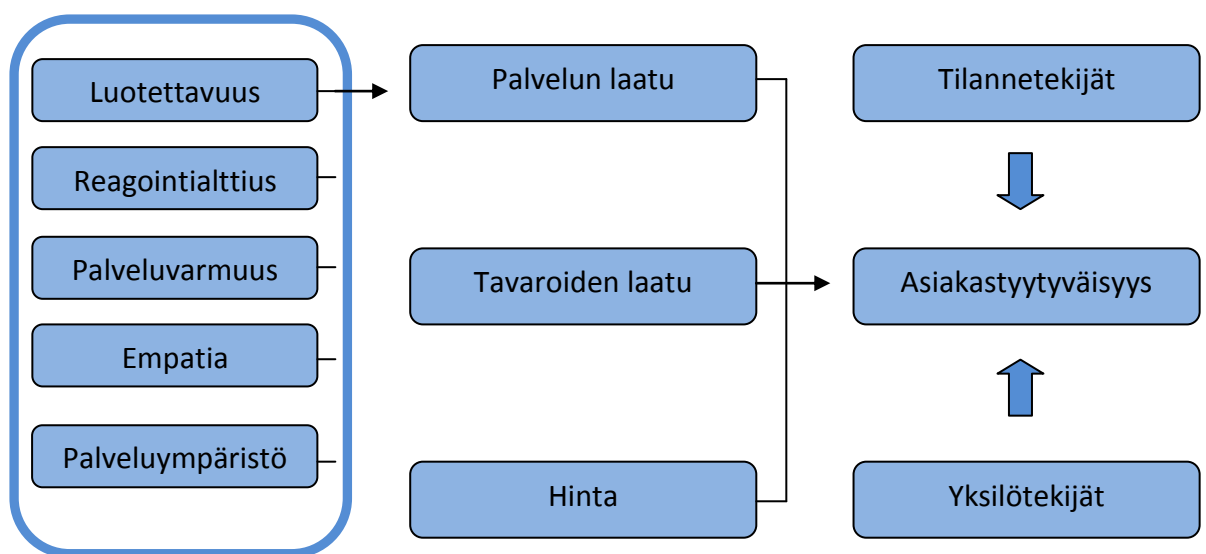 Luotettavuus
Reagointialttius
Palveluvarmuus
Empatia
Palveluympäristö
Palvelun laatu
Tavaroiden laatu
Hinta
Tilannetekijät
Asiakastyytyväisyys
Yksilötekijät